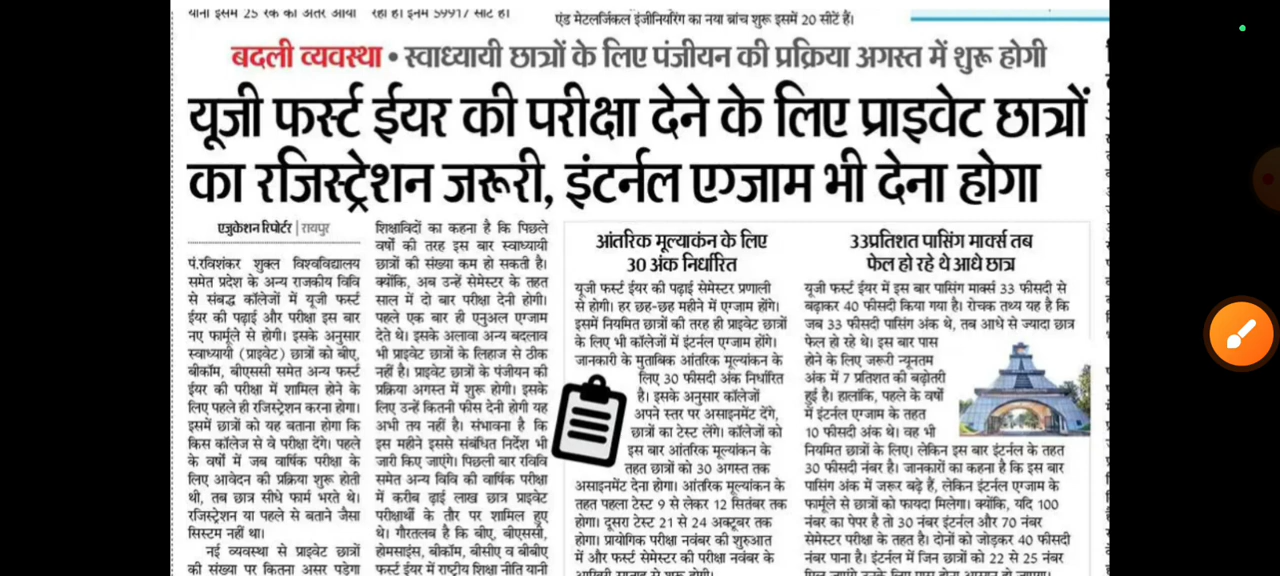 यानी इसमें 25 रैंक का अंतर आया
रहा है। इनमें 59917 सीटें हैं।
एंड मेटलर्जिकल इंजीनियरिंग का नया ब्रांच शुरू इसमें 20 सीटें हैं।
बदली व्यवस्था • स्वाध्यायी छात्रों के लिए पंजीयन की प्रक्रिया अगस्त में शुरू होगी
यूजी फर्स्ट ईयर की परीक्षा देने के लिए प्राइवेट छात्रों
का रजिस्ट्रेशन जरूरी, इंटर्नल एग्जाम भी देना होगा
एजुकेशन रिपोर्टर | रायपुर
पं.रविशंकर शुक्ल विश्वविद्यालय
समेत प्रदेश के अन्य राजकीय विवि
से संबद्ध कॉलेजों में यूजी फर्स्ट
ईयर की पढ़ाई और परीक्षा इस बार
नए फार्मूले से होगी। इसके अनुसार
स्वाध्यायी (प्राइवेट) छात्रों को बीए,
बीकॉम, बीएससी समेत अन्य फर्स्ट
ईयर की परीक्षा में शामिल होने के
लिए पहले ही रजिस्ट्रेशन करना होगा।
इसमें छात्रों को यह बताना होगा कि
किस कॉलेज से वे परीक्षा देंगे। पहले
के वर्षों में जब वार्षिक परीक्षा के
लिए आवेदन की प्रक्रिया शुरू होती
थी, तब छात्र सीधे फार्म भरते थे।
रजिस्ट्रेशन या पहले से बताने जैसा
सिस्टम नहीं था।
नई व्यवस्था से प्राइवेट छात्रों
की संख्या पर कितना असर पड़ेगा
शिक्षाविदों का कहना है कि पिछले
वर्षों की तरह इस बार स्वाध्यायी
छात्रों की संख्या कम हो सकती है।
क्योंकि, अब उन्हें सेमेस्टर के तहत
साल में दो बार परीक्षा देनी होगी।
पहले एक बार ही एनुअल एग्जाम
देते थे। इसके अलावा अन्य बदलाव
भी प्राइवेट छात्रों के लिहाज से ठीक
नहीं है। प्राइवेट छात्रों के पंजीयन की
प्रक्रिया अगस्त में शुरू होगी। इसके
लिए उन्हें कितनी फीस देनी होगी यह
अभी तय नहीं है। संभावना है कि
इस महीने इससे संबंधित निर्देश भी
जारी किए जाएंगे। पिछली बार रविवि
समेत अन्य विवि की वार्षिक परीक्षा
में करीब ढ़ाई लाख छात्र प्राइवेट
परीक्षार्थी के तौर पर शामिल हुए
थे। गौरतलब है कि बीए, बीएससी,
होमसाइंस, बीकॉम, बीसीए व बीबीए
फर्स्ट ईयर में राष्ट्रीय शिक्षा नीति यानी
आंतरिक मूल्याकंन के लिए
30 अंक निर्धारित
यूजी फर्स्ट ईयर की पढ़ाई सेमेस्टर प्रणाली
से होगी। हर छह-छह महीने में एग्जाम होंगे।
इसमें नियमित छात्रों की तरह ही प्राइवेट छात्रों
के लिए भी कॉलेजों में इंटर्नल एग्जाम होंगे।
जानकारी के मुताबिक आंतरिक मूल्यांकन के
लिए 30 फीसदी अंक निर्धारित
है। इसके अनुसार कॉलेजों
अपने स्तर पर असाइनमेंट देंगे,
छात्रों का टेस्ट लेंगे। कॉलेजों को
इस बार आंतरिक मूल्यांकन के
तहत छात्रों को 30 अगस्त तक
असाइनमेंट देना होगा। आंतरिक मूल्यांकन के
तहत पहला टेस्ट 9 से लेकर 12 सितंबर तक
होगा। दूसरा टेस्ट 21 से 24 अक्टूबर तक
होगा। प्रायोगिक परीक्षा नवंबर की शुरुआत
में और फर्स्ट सेमेस्टर की परीक्षा नवंबर के
आखिरी सप्ताह से शुरू होगी।
33प्रतिशत पासिंग मार्क्स तब
फेल हो रहे थे आधे छात्र
यूजी फर्स्ट ईयर में इस बार पासिंग मार्क्स 33 फीसदी से
बढ़ाकर 40 फीसदी किया गया है। रोचक तथ्य यह है कि
जब 33 फीसदी पासिंग अंक थे, तब आधे से ज्यादा छात्र
फेल हो रहे थे। इस बार पास
होने के लिए जरूरी न्यूनतम
अंक में 7 प्रतिशत की बढ़ोतरी
हुई है। हालांकि, पहले के वर्षों
में इंटर्नल एग्जाम के तहत
10 फीसदी अंक थे। वह भी
नियमित छात्रों के लिए। लेकिन इस बार इंटर्नल के तहत
30 फीसदी नंबर है। जानकारों का कहना है कि इस बार
पासिंग अंक में जरूर बढ़े हैं, लेकिन इंटर्नल एग्जाम के
फार्मूले से छात्रों को फायदा मिलेगा। क्योंकि, यदि 100
नंबर का पेपर है तो 30 नंबर इंटर्नल और 70 नंबर
सेमेस्टर परीक्षा के तहत है। दोनों को जोड़कर 40 फीसदी
नंबर पाना है। इंटर्नल में जिन छात्रों को 22 से 25 नंबर
मिल जाएंगे उनके लिए पास होना आसान हो जाएगा।